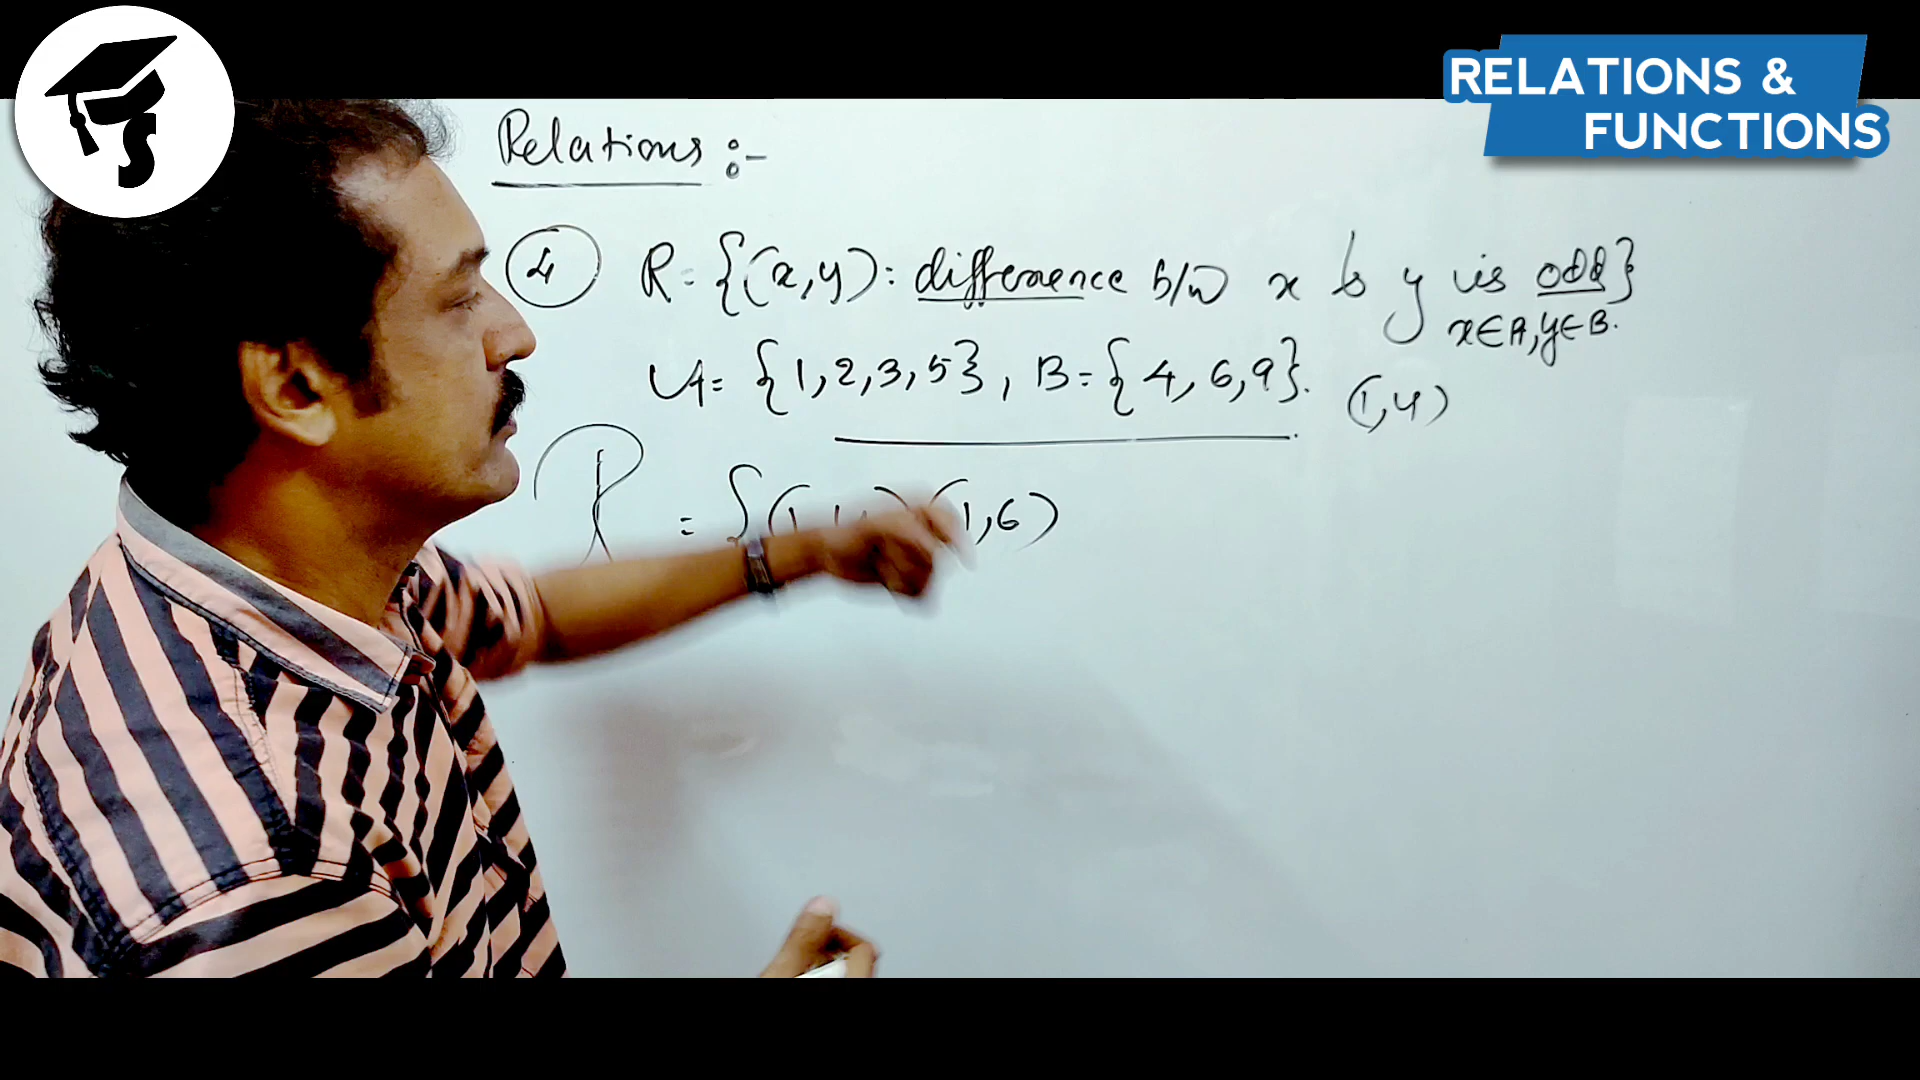 RELATIONS &
FUNCTIONS
Relations :-
4 R = {(x,y): difference b/w x & y is odd}
x∈A, y∈B.
A = {1,2,3,5}, B = {4,6,9}.
(1,4)
R = {(1,4) (1,6)